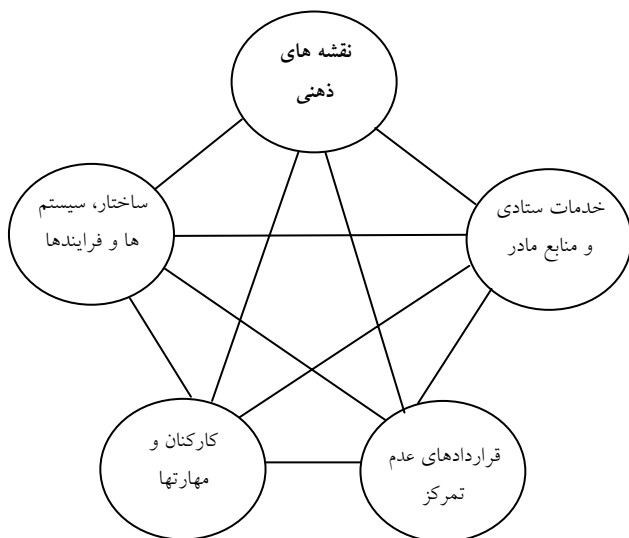 نقشه های
ذهنی
خدمات ستادی
و منابع مادر
ساختار، سیستم
ها و فرایندها
کارکنان و
مهارتها
قراردادهای عدم
تمرکز